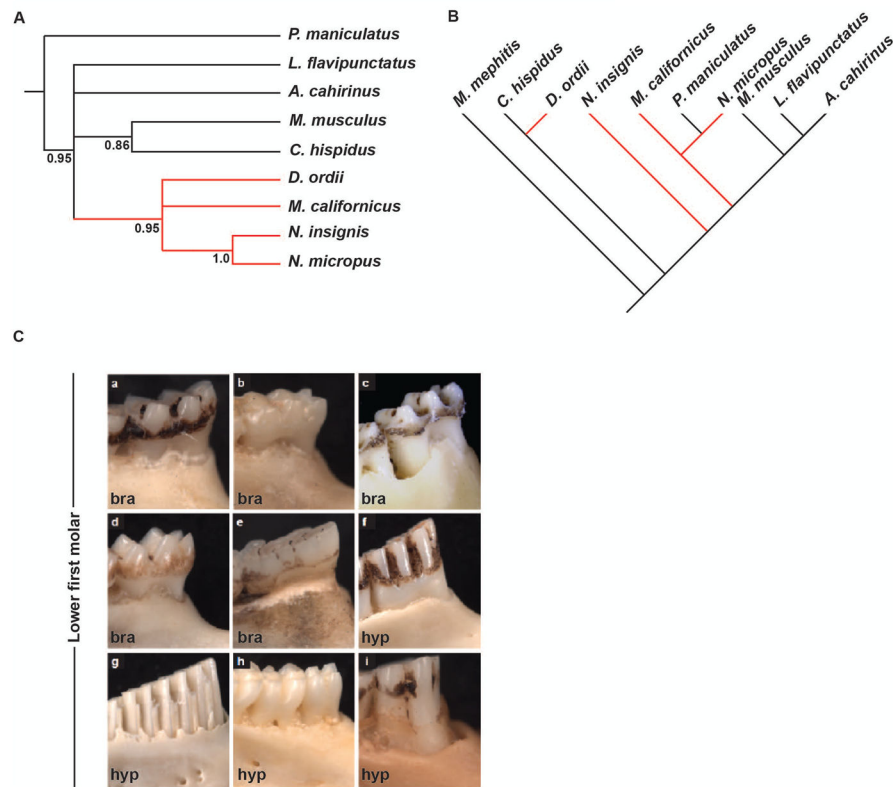 A
P. maniculatus
L. flavipunctatus
A. cahirinus
M. musculus
C. hispidus
D. ordii
M. californicus
N. insignis
N. micropus
0.95
0.86
0.95
1.0
B
M. mephitis
C. hispidus
D. ordii
N. insignis
M. californicus
P. maniculatus
N. micropus
M. musculus
L. flavipunctatus
A. cahirinus
C
Lower first molar
a
bra
b
bra
c
bra
d
bra
e
bra
f
hyp
g
hyp
h
hyp
i
hyp